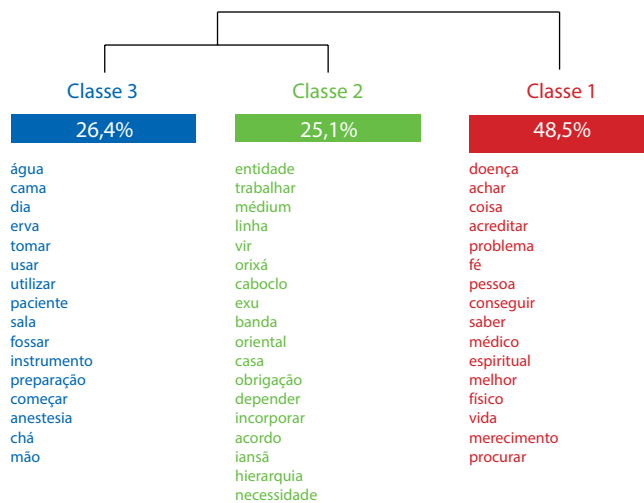 Classe 3
26,4%
água
cama
dia
erva
tomar
usar
utilizar
paciente
sala
fossar
instrumento
preparação
começar
anestesia
chá
mão
Classe 2
25,1%
entidade
trabalhar
médium
linha
vir
orixá
caboclo
exu
banda
oriental
casa
obrigação
depender
incorporar
acordo
iansã
hierarquia
necessidade
Classe 1
48,5%
doença
achar
coisa
acreditar
problema
fé
pessoa
conseguir
saber
médico
espiritual
melhor
físico
vida
merecimento
procurar